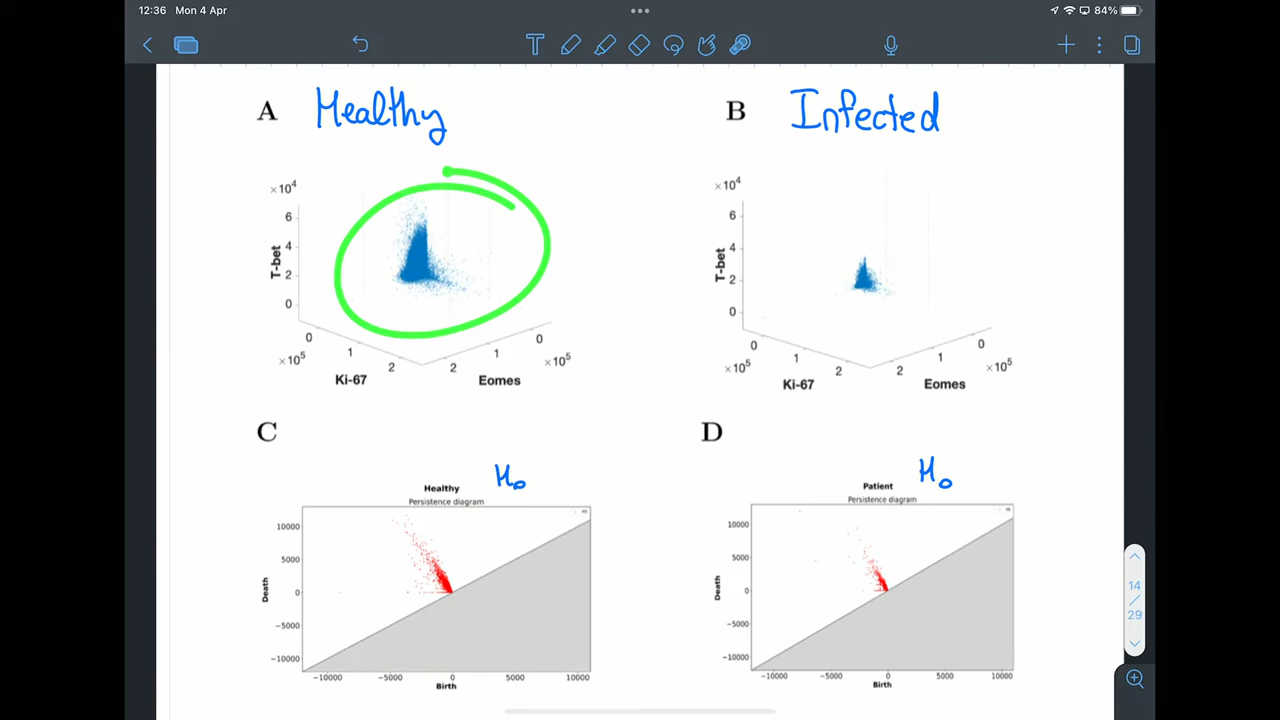 12:36 Mon 4 Apr
84%
T
A Healthy
B Infected
×10⁴
6
4
2
0
T-bet
0
1
2
×10⁵
Ki-67
2
1
0
×10⁵
Eomes
×10⁴
6
4
2
0
T-bet
0
1
2
×10⁵
Ki-67
2
1
0
×10⁵
Eomes
C
D
H₀
Healthy
Persistence diagram
10000
5000
0
−5000
−10000
Death
−10000 −5000 0 5000 10000
Birth
H₀
Patient
Persistence diagram
10000
5000
0
−5000
−10000
Death
−10000 −5000 0 5000 10000
Birth
14
/
29